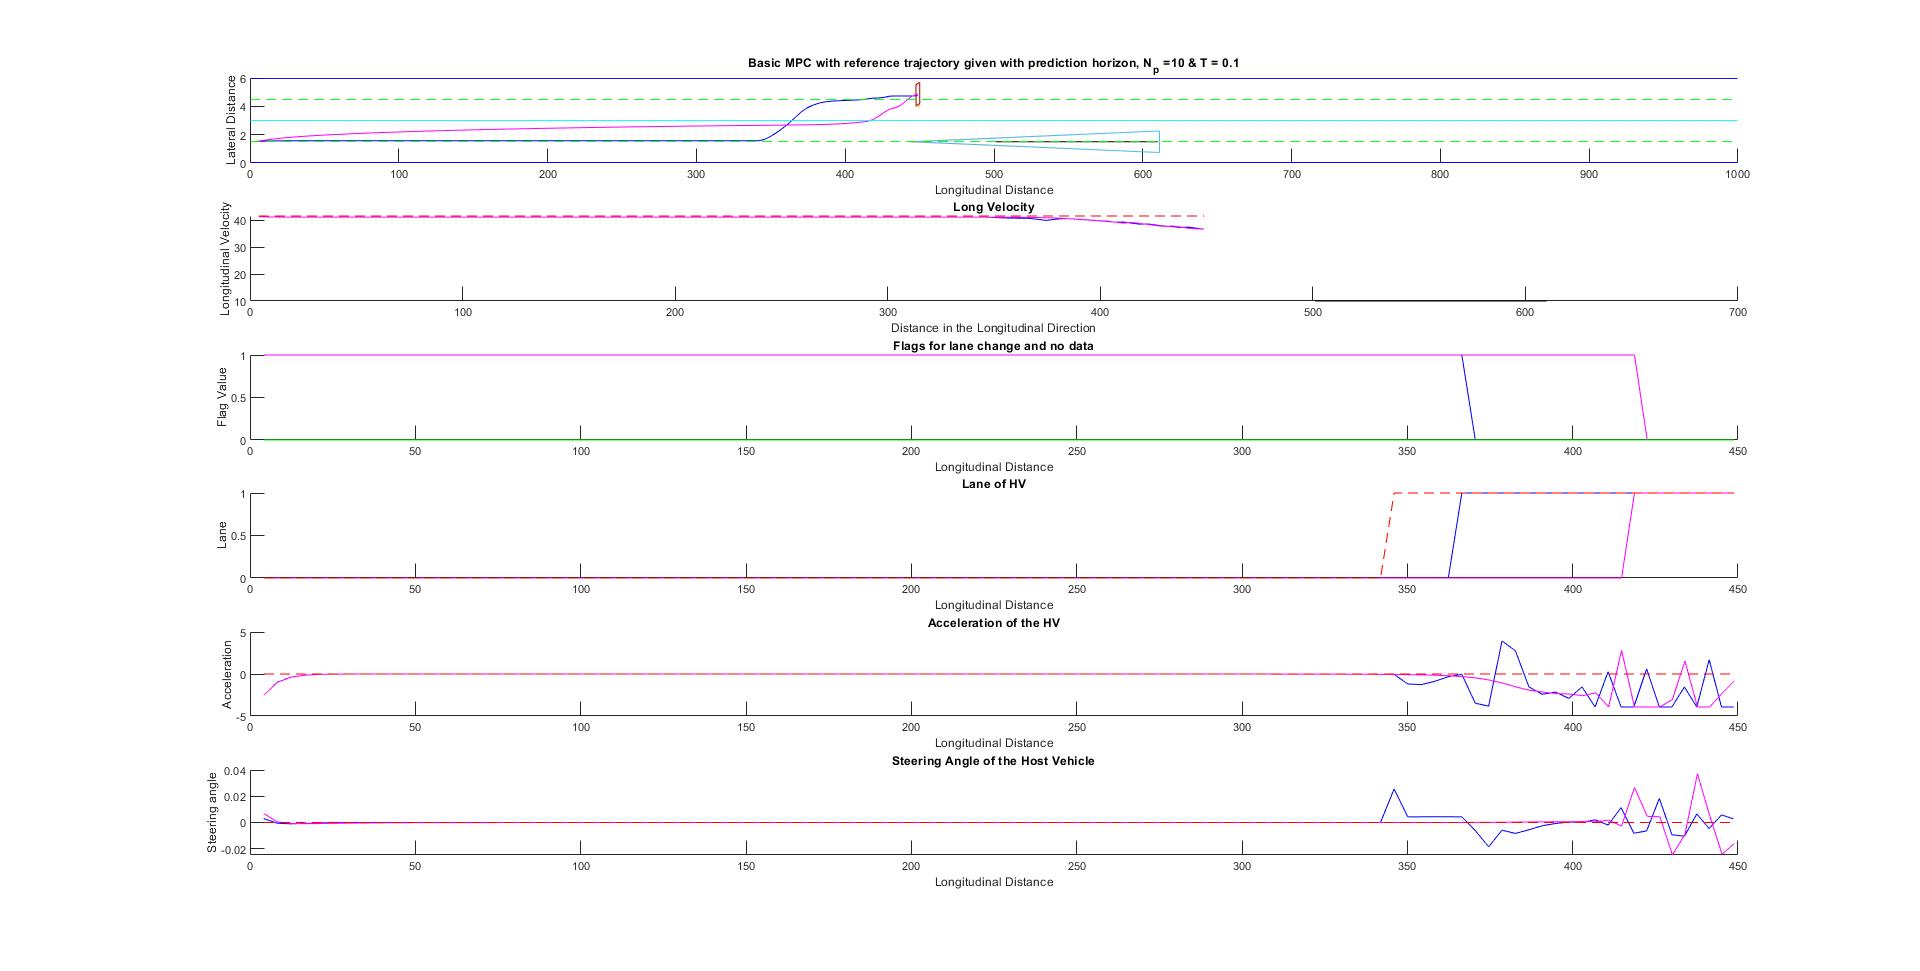 Basic MPC with reference trajectory given with prediction horizon, Np =10 & T = 0.1
Lateral Distance
6
4
2
0
0 100 200 300 400 500 600 700 800 900 1000
Longitudinal Distance
Long Velocity
Longitudinal Velocity
40
30
20
10
0 100 200 300 400 500 600 700
Distance in the Longitudinal Direction
Flags for lane change and no data
Flag Value
1
0.5
0
0 50 100 150 200 250 300 350 400 450
Longitudinal Distance
Lane of HV
Lane
1
0.5
0
0 50 100 150 200 250 300 350 400 450
Longitudinal Distance
Acceleration of the HV
Acceleration
5
0
-5
0 50 100 150 200 250 300 350 400 450
Longitudinal Distance
Steering Angle of the Host Vehicle
Steering angle
0.04
0.02
0
-0.02
0 50 100 150 200 250 300 350 400 450
Longitudinal Distance